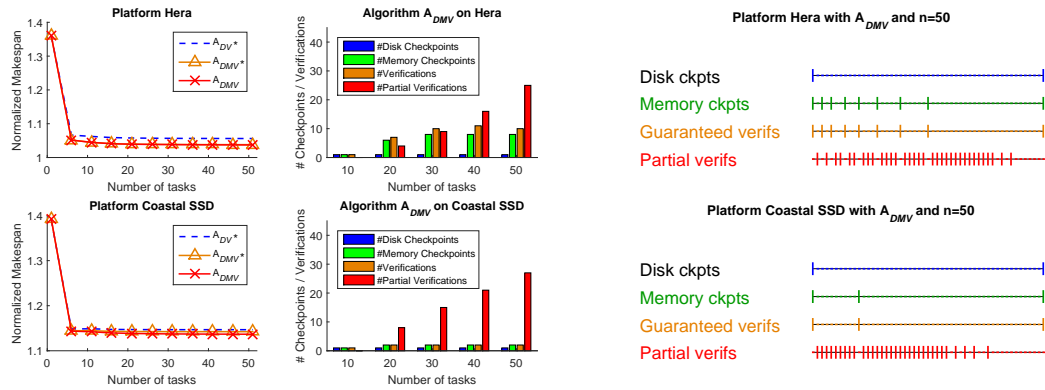 Platform Hera
Normalized Makespan
1.4
1.3
1.2
1.1
1
0 10 20 30 40 50
Number of tasks
A_DV*
A_DMV*
A_DMV
Algorithm A_DMV on Hera
# Checkpoints / Verifications
40
20
0
10 20 30 40 50
Number of tasks
#Disk Checkpoints
#Memory Checkpoints
#Verifications
#Partial Verifications
Platform Hera with A_DMV and n=50
Disk ckpts
Memory ckpts
Guaranteed verifs
Partial verifs
Platform Coastal SSD
Normalized Makespan
1.4
1.3
1.2
1.1
0 10 20 30 40 50
Number of tasks
A_DV*
A_DMV*
A_DMV
Algorithm A_DMV on Coastal SSD
# Checkpoints / Verifications
40
20
0
10 20 30 40 50
Number of tasks
#Disk Checkpoints
#Memory Checkpoints
#Verifications
#Partial Verifications
Platform Coastal SSD with A_DMV and n=50
Disk ckpts
Memory ckpts
Guaranteed verifs
Partial verifs